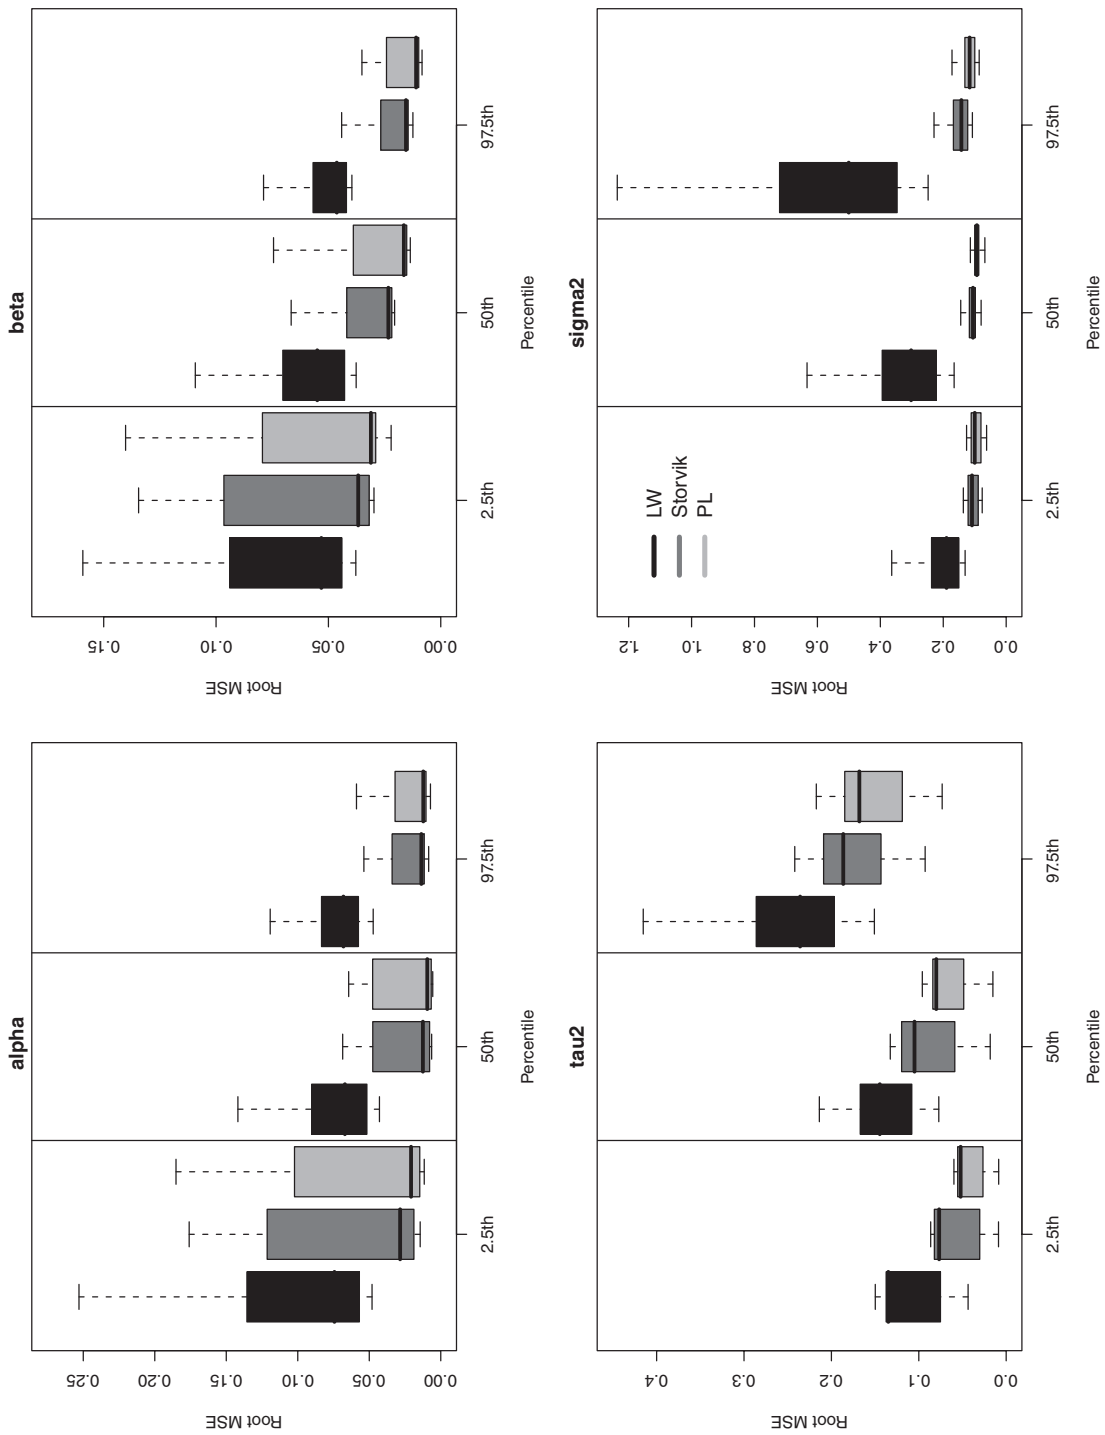 alpha
Root MSE
0.00
0.05
0.10
0.15
0.20
0.25
2.5th
50th
97.5th
Percentile
beta
Root MSE
0.00
0.05
0.10
0.15
2.5th
50th
97.5th
Percentile
tau2
Root MSE
0.0
0.1
0.2
0.3
0.4
2.5th
50th
97.5th
Percentile
sigma2
Root MSE
0.0
0.2
0.4
0.6
0.8
1.0
1.2
LW
Storvik
PL
2.5th
50th
97.5th
Percentile